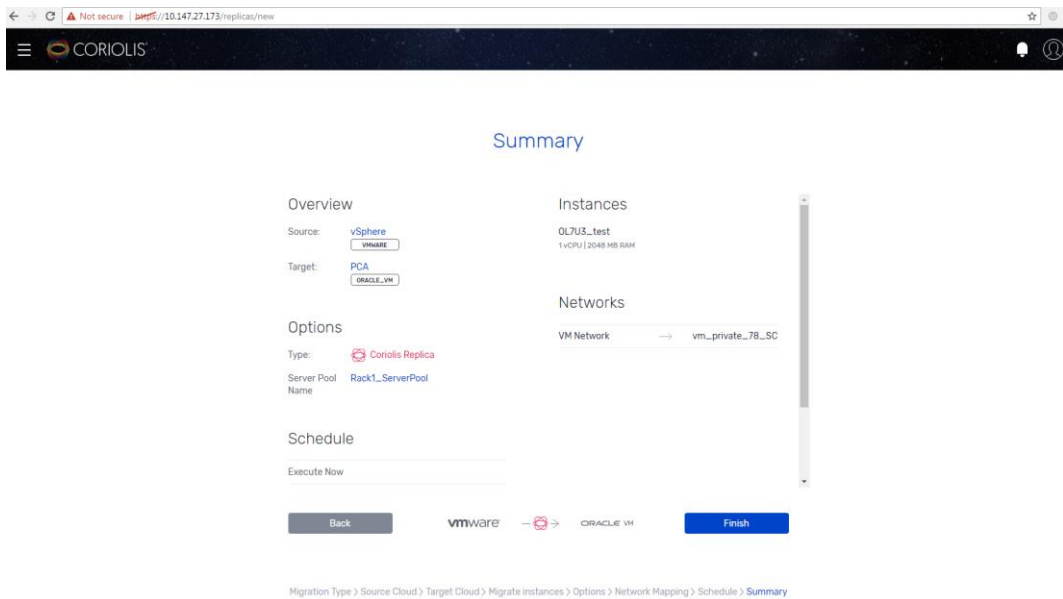 Not secure | https://10.147.27.173/replicas/new
CORIOLIS
Summary
Overview
Source: vSphere
VMWARE
Target: PCA
ORACLE_VM
Options
Type: Coriolis Replica
Server Pool Name Rack1_ServerPool
Schedule
Execute Now
Instances
OL7U3_test
1 vCPU | 2048 MB RAM
Networks
VM Network → vm_private_78_SC
Back
vmware
ORACLE VM
Finish
Migration Type > Source Cloud > Target Cloud > Migrate instances > Options > Network Mapping > Schedule > Summary